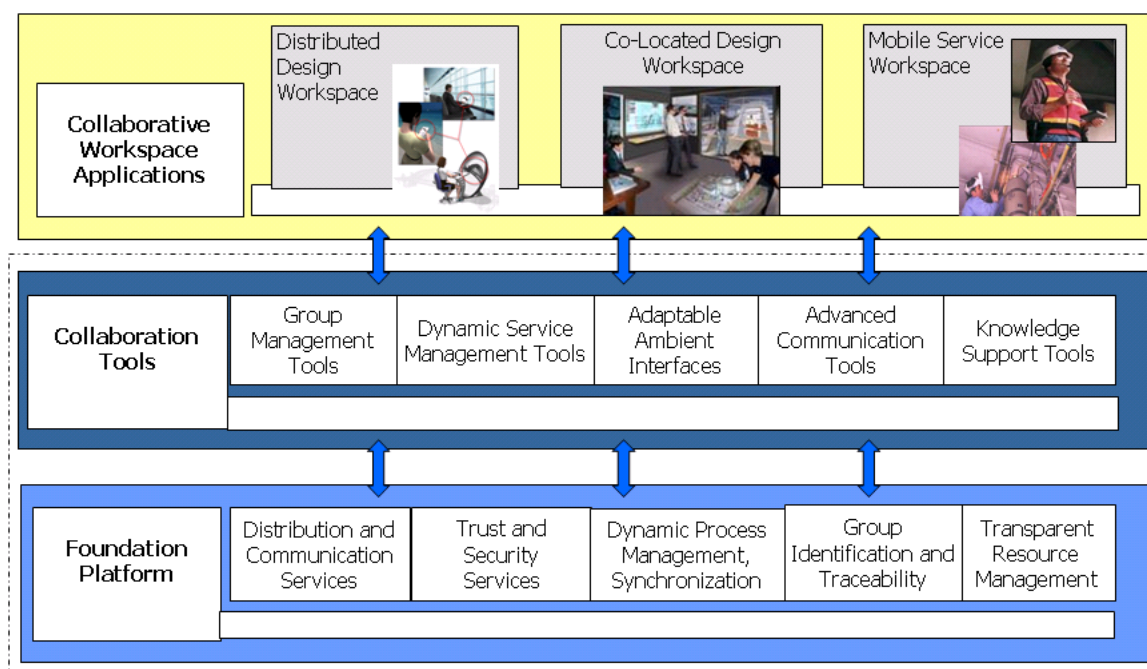 Distributed
Design
Workspace
Co-Located Design
Workspace
Mobile Service
Workspace
Collaborative
Workspace
Applications
Collaboration
Tools
Group
Management
Tools
Dynamic Service
Management Tools
Adaptable
Ambient
Interfaces
Advanced
Communication
Tools
Knowledge
Support Tools
Foundation
Platform
Distribution and
Communication
Services
Trust and
Security
Services
Dynamic Process
Management,
Synchronization
Group
Identification and
Traceability
Transparent
Resource
Management